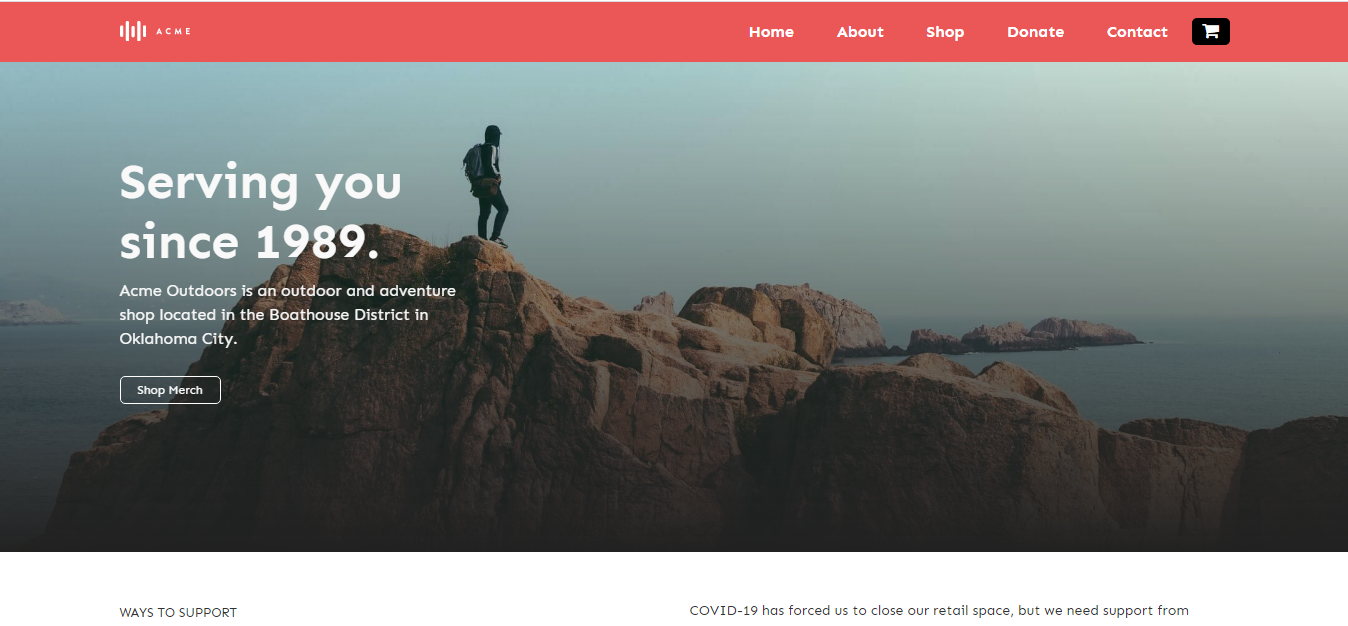 ACME
Home About Shop Donate Contact
Serving you
since 1989.
Acme Outdoors is an outdoor and adventure
shop located in the Boathouse District in
Oklahoma City.
Shop Merch
WAYS TO SUPPORT
COVID-19 has forced us to close our retail space, but we need support from